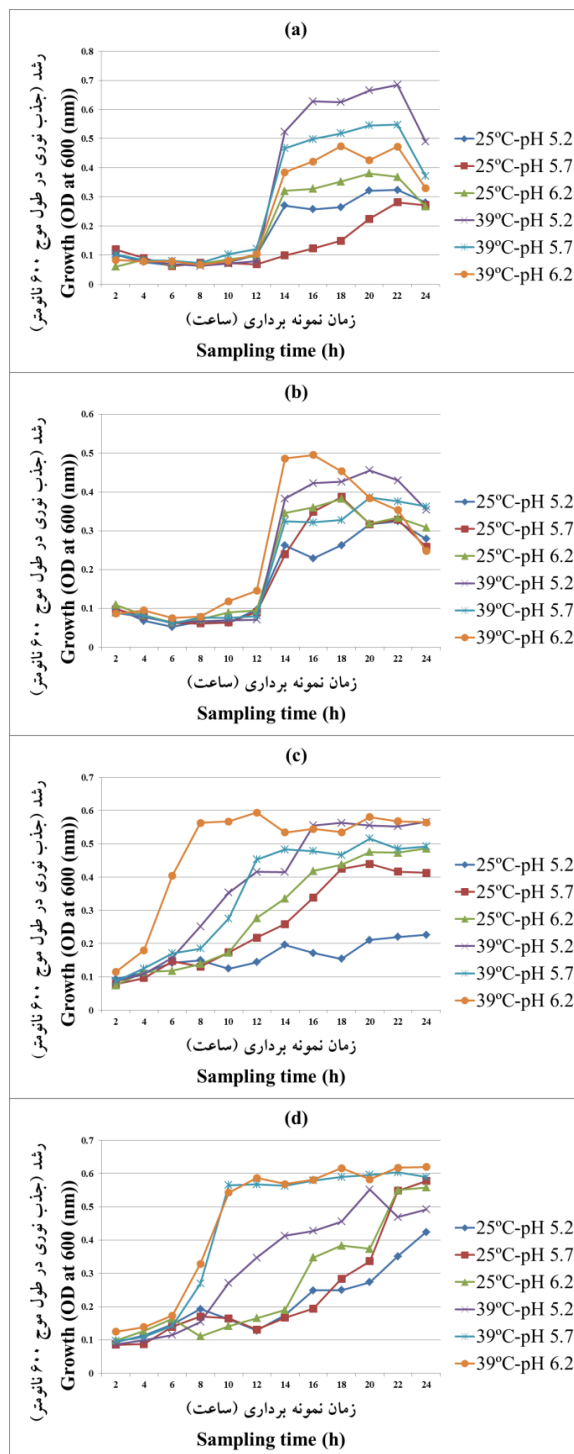 (a)
رشد (جذب نوری در طول موج ۶۰۰ نانومتر)
Growth (OD at 600 (nm))
0.8
0.7
0.6
0.5
0.4
0.3
0.2
0.1
0
2 4 6 8 10 12 14 16 18 20 22 24
زمان نمونه برداری (ساعت)
Sampling time (h)
25ºC-pH 5.2
25ºC-pH 5.7
25ºC-pH 6.2
39ºC-pH 5.2
39ºC-pH 5.7
39ºC-pH 6.2
(b)
رشد (جذب نوری در طول موج ۶۰۰ نانومتر)
Growth (OD at 600 (nm))
0.6
0.5
0.4
0.3
0.2
0.1
0
2 4 6 8 10 12 14 16 18 20 22 24
زمان نمونه برداری (ساعت)
Sampling time (h)
25ºC-pH 5.2
25ºC-pH 5.7
25ºC-pH 6.2
39ºC-pH 5.2
39ºC-pH 5.7
39ºC-pH 6.2
(c)
رشد (جذب نوری در طول موج ۶۰۰ نانومتر)
Growth (OD at 600 (nm))
0.7
0.6
0.5
0.4
0.3
0.2
0.1
0
2 4 6 8 10 12 14 16 18 20 22 24
زمان نمونه برداری (ساعت)
Sampling time (h)
25ºC-pH 5.2
25ºC-pH 5.7
25ºC-pH 6.2
39ºC-pH 5.2
39ºC-pH 5.7
39ºC-pH 6.2
(d)
رشد (جذب نوری در طول موج ۶۰۰ نانومتر)
Growth (OD at 600 (nm))
0.7
0.6
0.5
0.4
0.3
0.2
0.1
0
2 4 6 8 10 12 14 16 18 20 22 24
زمان نمونه برداری (ساعت)
Sampling time (h)
25ºC-pH 5.2
25ºC-pH 5.7
25ºC-pH 6.2
39ºC-pH 5.2
39ºC-pH 5.7
39ºC-pH 6.2